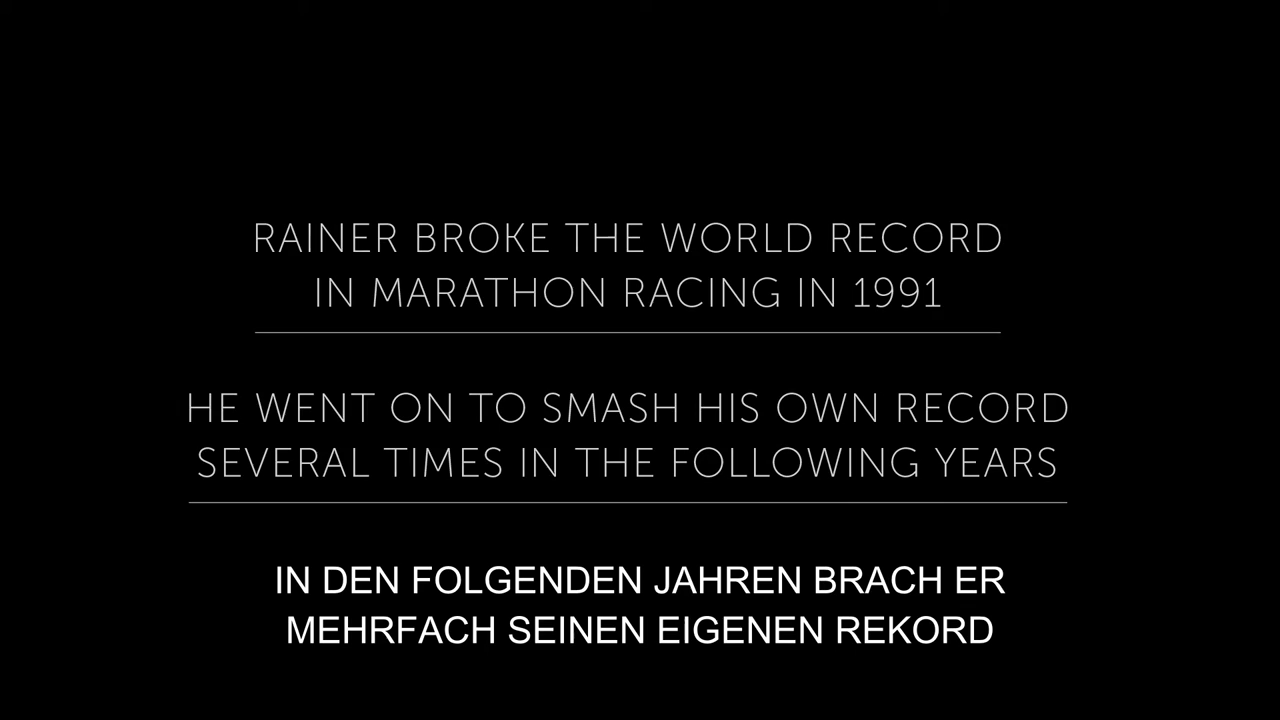 RAINER BROKE THE WORLD RECORD
IN MARATHON RACING IN 1991
HE WENT ON TO SMASH HIS OWN RECORD
SEVERAL TIMES IN THE FOLLOWING YEARS
IN DEN FOLGENDEN JAHREN BRACH ER
MEHRFACH SEINEN EIGENEN REKORD